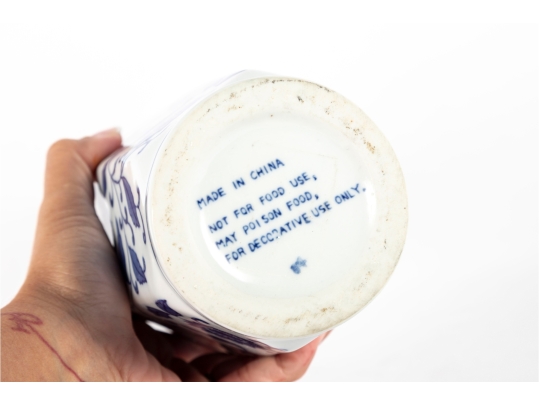 MADE IN CHINA
NOT FOR FOOD USE,
MAY POISON FOOD,
FOR DECORATIVE USE ONLY.